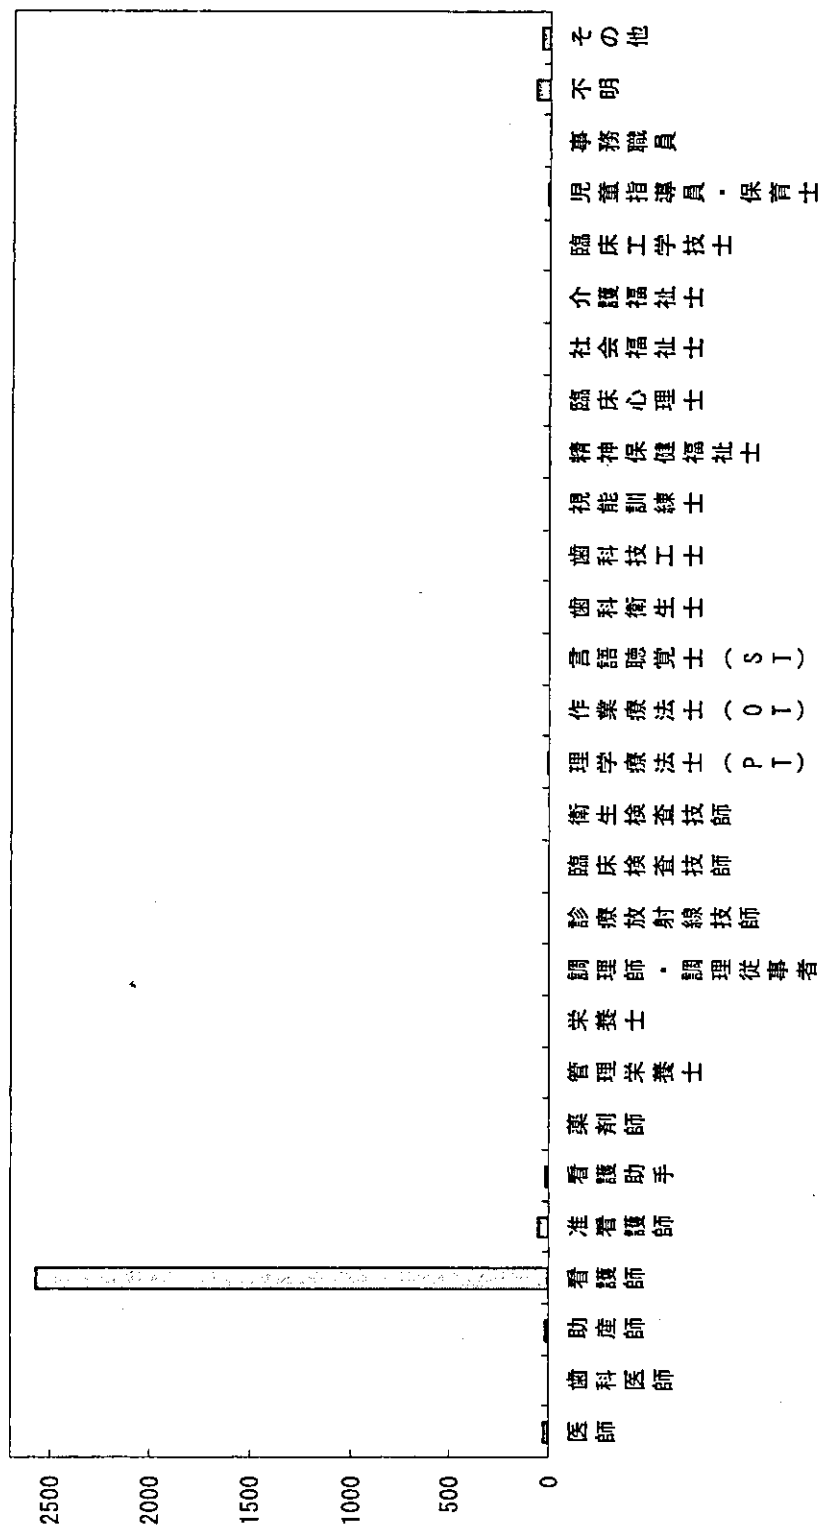 2500
2000
1500
1000
500
0
医師
歯科医師
助産師
看護師
准看護師
看護助手
薬剤師
管理栄養士
栄養士
調理師・調理従事者
診療放射線技師
臨床検査技師
衛生検査技師
理学療法士(PT)
作業療法士(OT)
言語聴覚士(ST)
歯科衛生士
歯科技工士
視能訓練士
精神保健福祉士
臨床心理士
社会福祉士
介護福祉士
臨床工学技士
児童指導員・保育士
事務職員
不明
その他